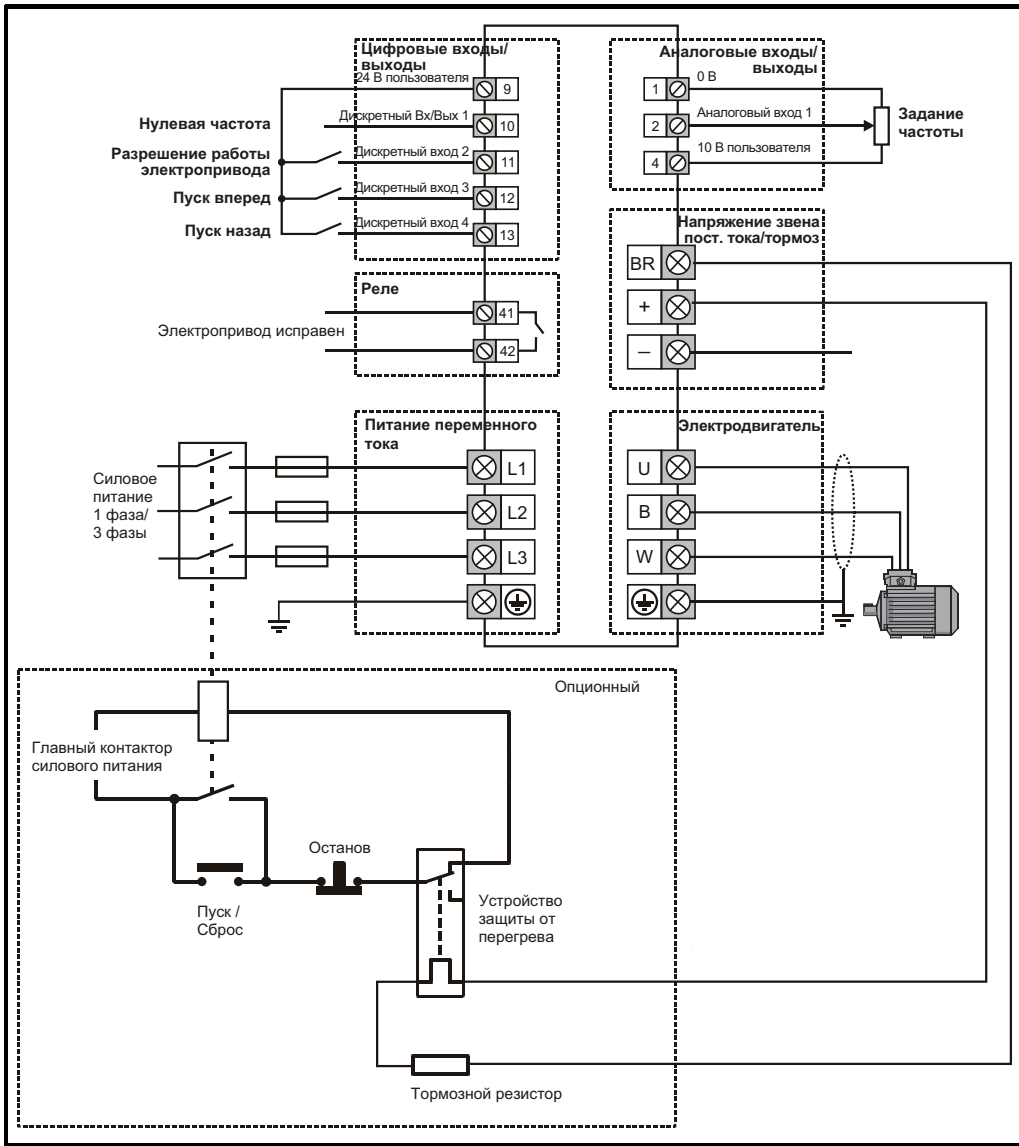 Цифровые входы/
выходы
24 В пользователя
9
Нулевая частота
Дискретный Вх/Вых 1
10
Разрешение работы
электропривода
Дискретный вход 2
11
Пуск вперед
Дискретный вход 3
12
Пуск назад
Дискретный вход 4
13
Аналоговые входы/
выходы
1
0 В
2
Аналоговый вход 1
4
10 В пользователя
Задание
частоты
Напряжение звена
пост. тока/тормоз
BR
+
–
Реле
41
Электропривод исправен
42
Питание переменного
тока
Силовое
питание
1 фаза/
3 фазы
L1
L2
L3
Электродвигатель
U
В
W
Опционный
Главный контактор
силового питания
Останов
Пуск /
Сброс
Устройство
защиты от
перегрева
Тормозной резистор